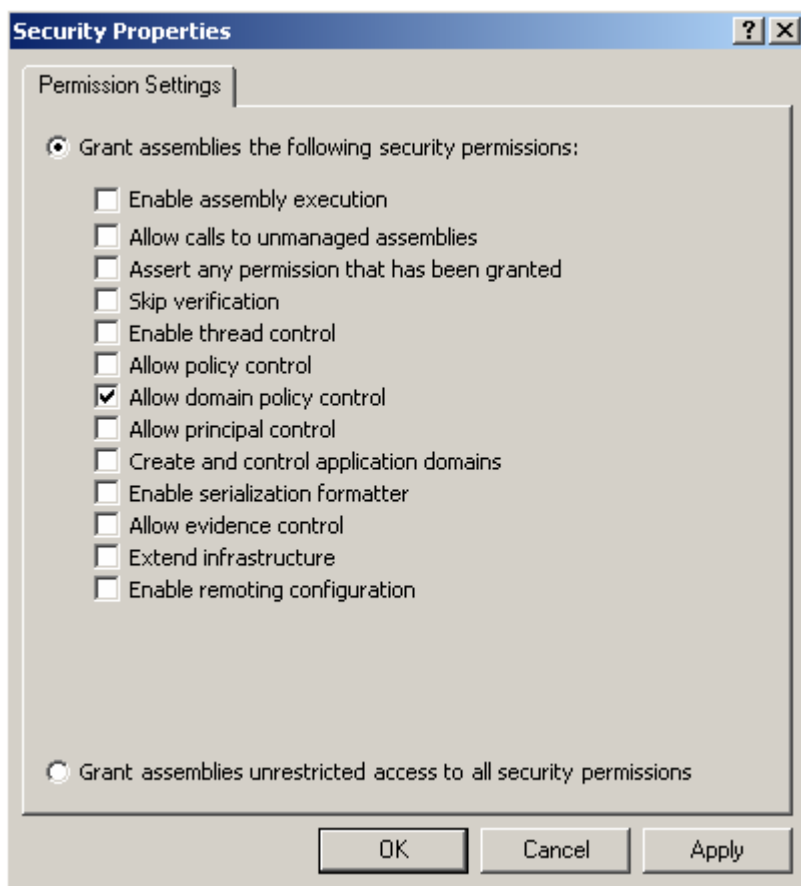 Security Properties
Permission Settings
Grant assemblies the following security permissions:
Enable assembly execution
Allow calls to unmanaged assemblies
Assert any permission that has been granted
Skip verification
Enable thread control
Allow policy control
Allow domain policy control
Allow principal control
Create and control application domains
Enable serialization formatter
Allow evidence control
Extend infrastructure
Enable remoting configuration
Grant assemblies unrestricted access to all security permissions
OK Cancel Apply